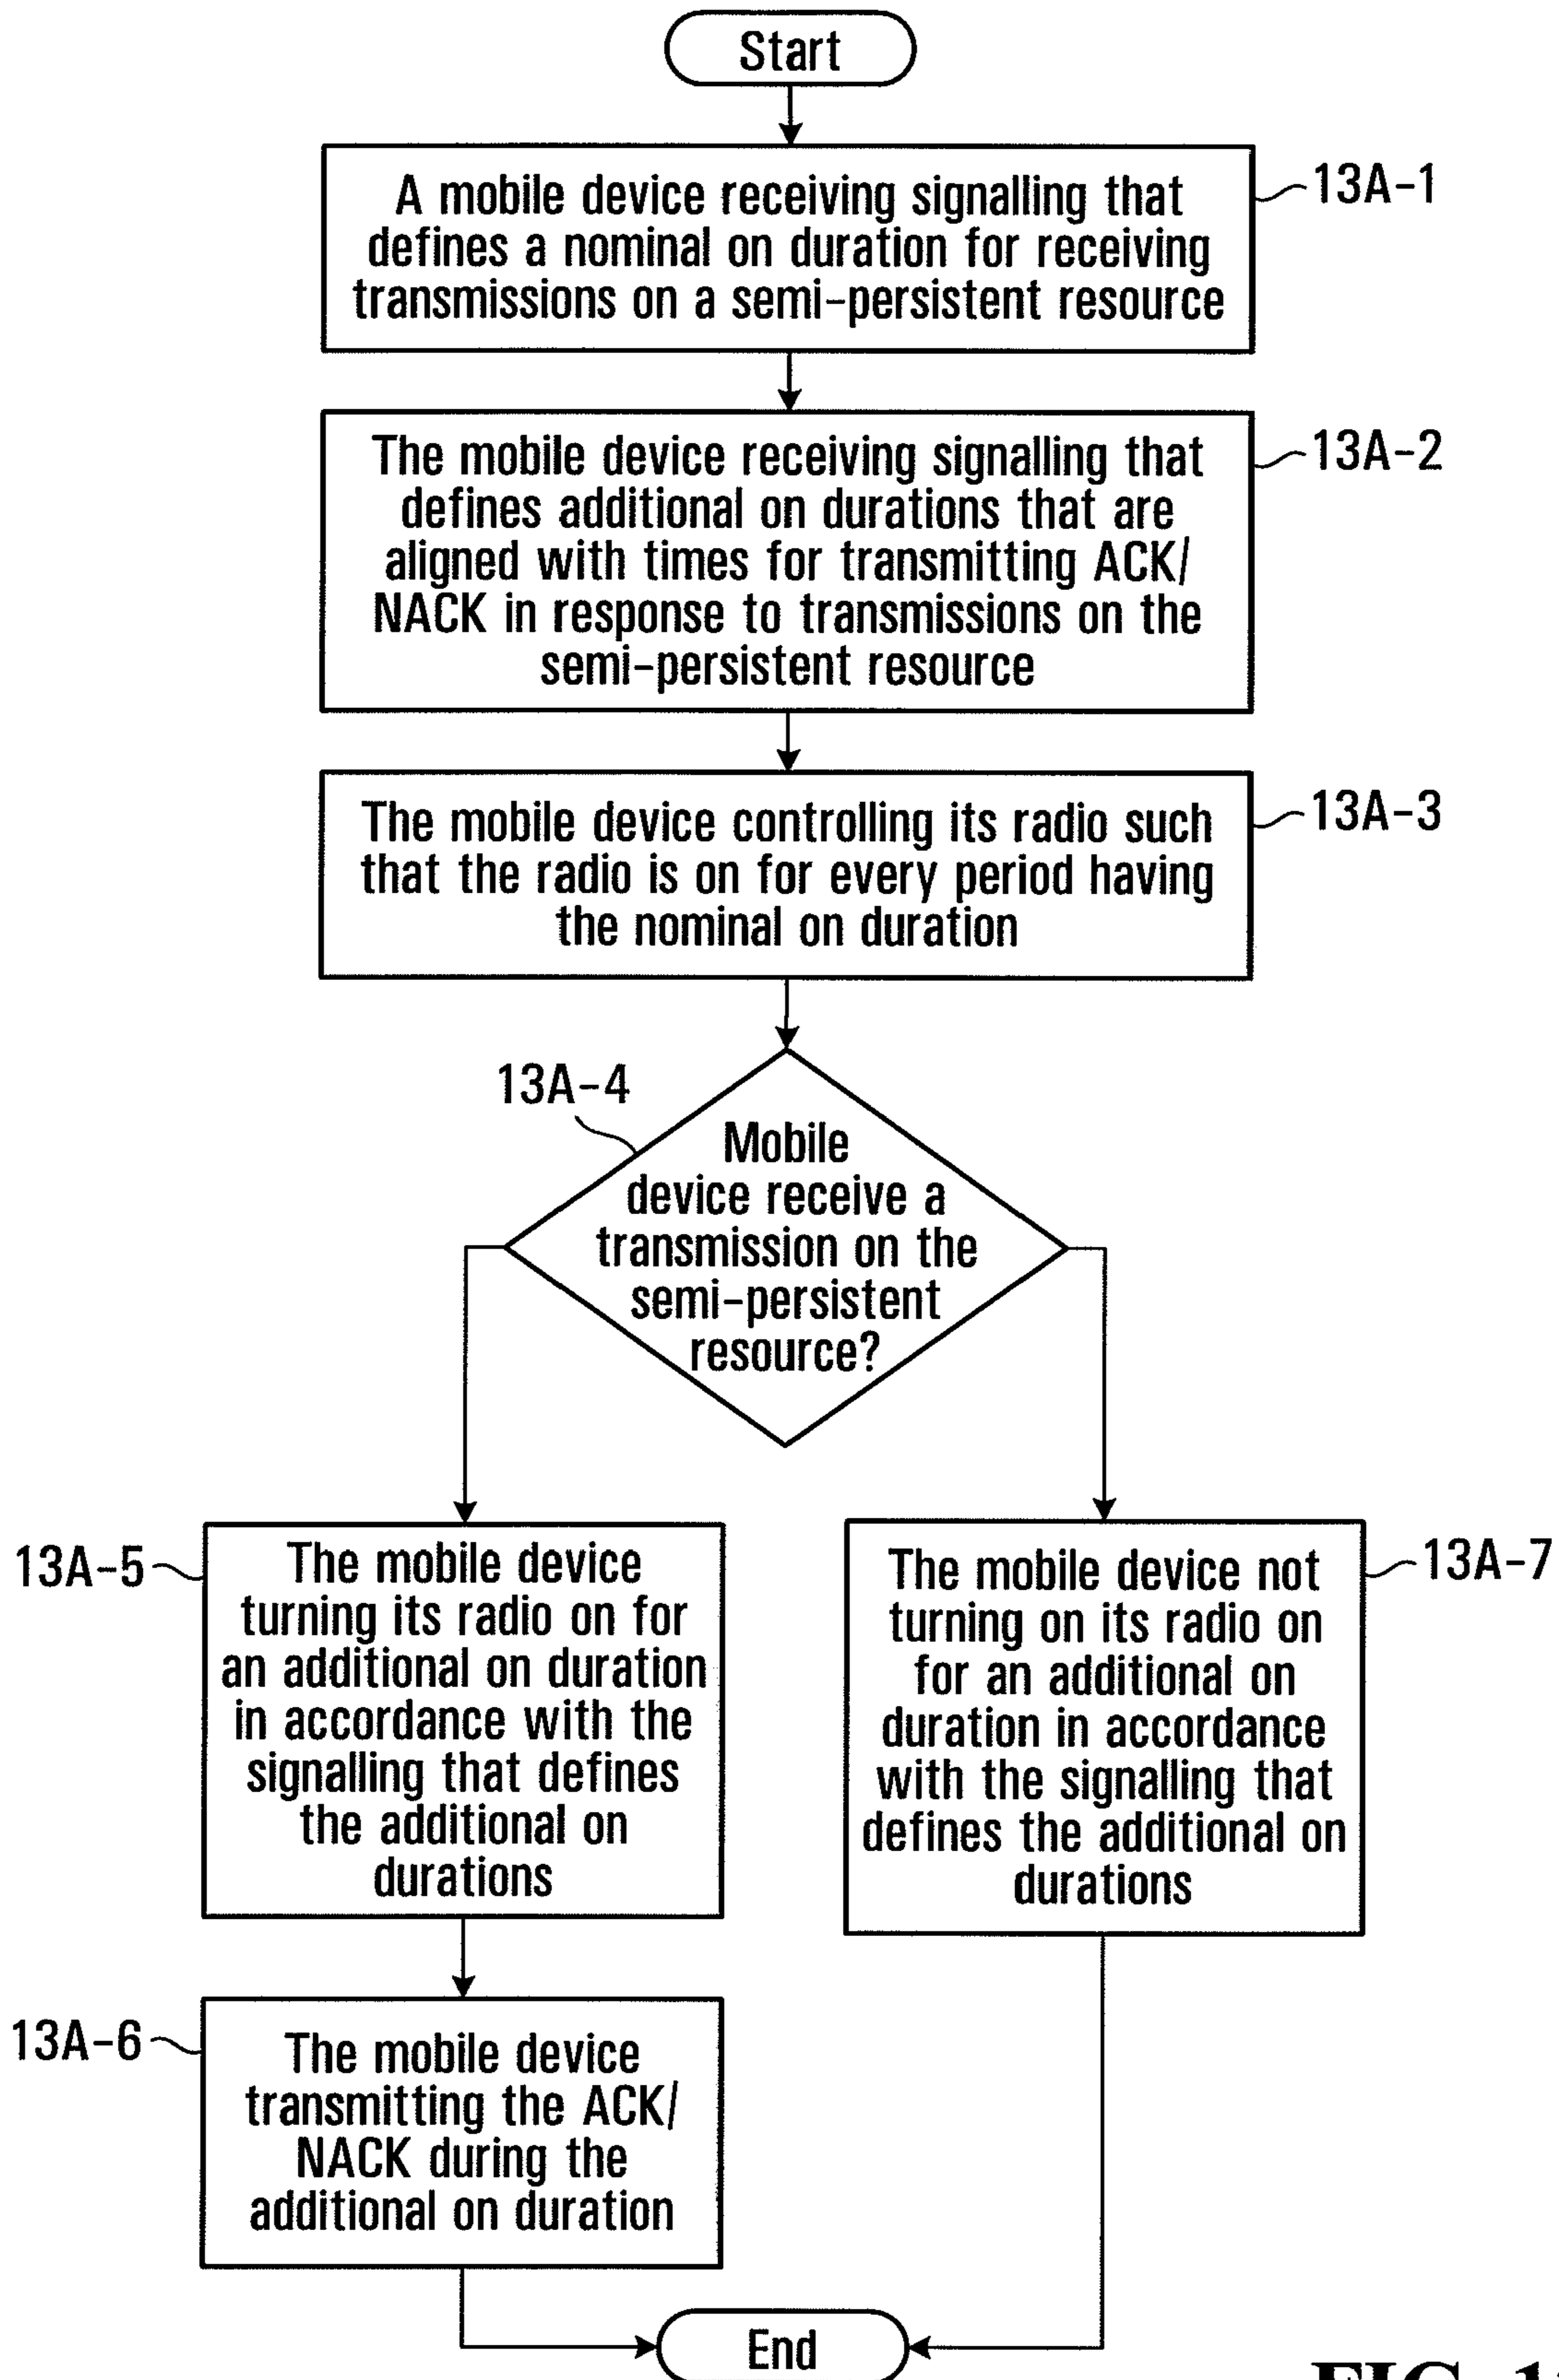 Start
A mobile device receiving signalling that
defines a nominal on duration for receiving
transmissions on a semi-persistent resource
13A-1
The mobile device receiving signalling that
defines additional on durations that are
aligned with times for transmitting ACK/
NACK in response to transmissions on the
semi-persistent resource
13A-2
The mobile device controlling its radio such
that the radio is on for every period having
the nominal on duration
13A-3
13A-4
Mobile
device receive a
transmission on the
semi-persistent
resource?
13A-5
The mobile device
turning its radio on for
an additional on duration
in accordance with the
signalling that defines
the additional on
durations
The mobile device not
turning on its radio on
for an additional on
duration in accordance
with the signalling that
defines the additional on
durations
13A-7
13A-6
The mobile device
transmitting the ACK/
NACK during the
additional on duration
End